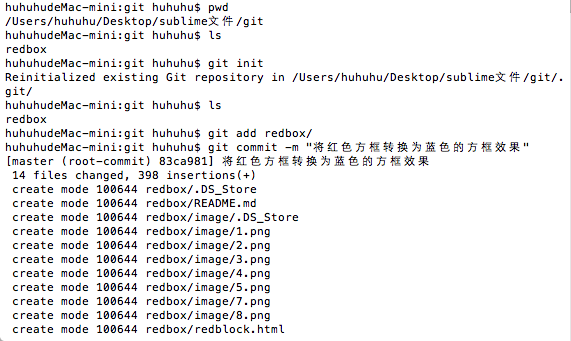 huhuhudeMac-mini:git huhuhu$ pwd
/Users/huhuhu/Desktop/sublime文件/git
huhuhudeMac-mini:git huhuhu$ ls
redbox
huhuhudeMac-mini:git huhuhu$ git init
Reinitialized existing Git repository in /Users/huhuhu/Desktop/sublime文件/git/.
git/
huhuhudeMac-mini:git huhuhu$ ls
redbox
huhuhudeMac-mini:git huhuhu$ git add redbox/
huhuhudeMac-mini:git huhuhu$ git commit -m "将红色方框转换为蓝色的方框效果"
[master (root-commit) 83ca981] 将红色方框转换为蓝色的方框效果
 14 files changed, 398 insertions(+)
 create mode 100644 redbox/.DS_Store
 create mode 100644 redbox/README.md
 create mode 100644 redbox/image/.DS_Store
 create mode 100644 redbox/image/1.png
 create mode 100644 redbox/image/2.png
 create mode 100644 redbox/image/3.png
 create mode 100644 redbox/image/4.png
 create mode 100644 redbox/image/5.png
 create mode 100644 redbox/image/7.png
 create mode 100644 redbox/image/8.png
 create mode 100644 redbox/redblock.html